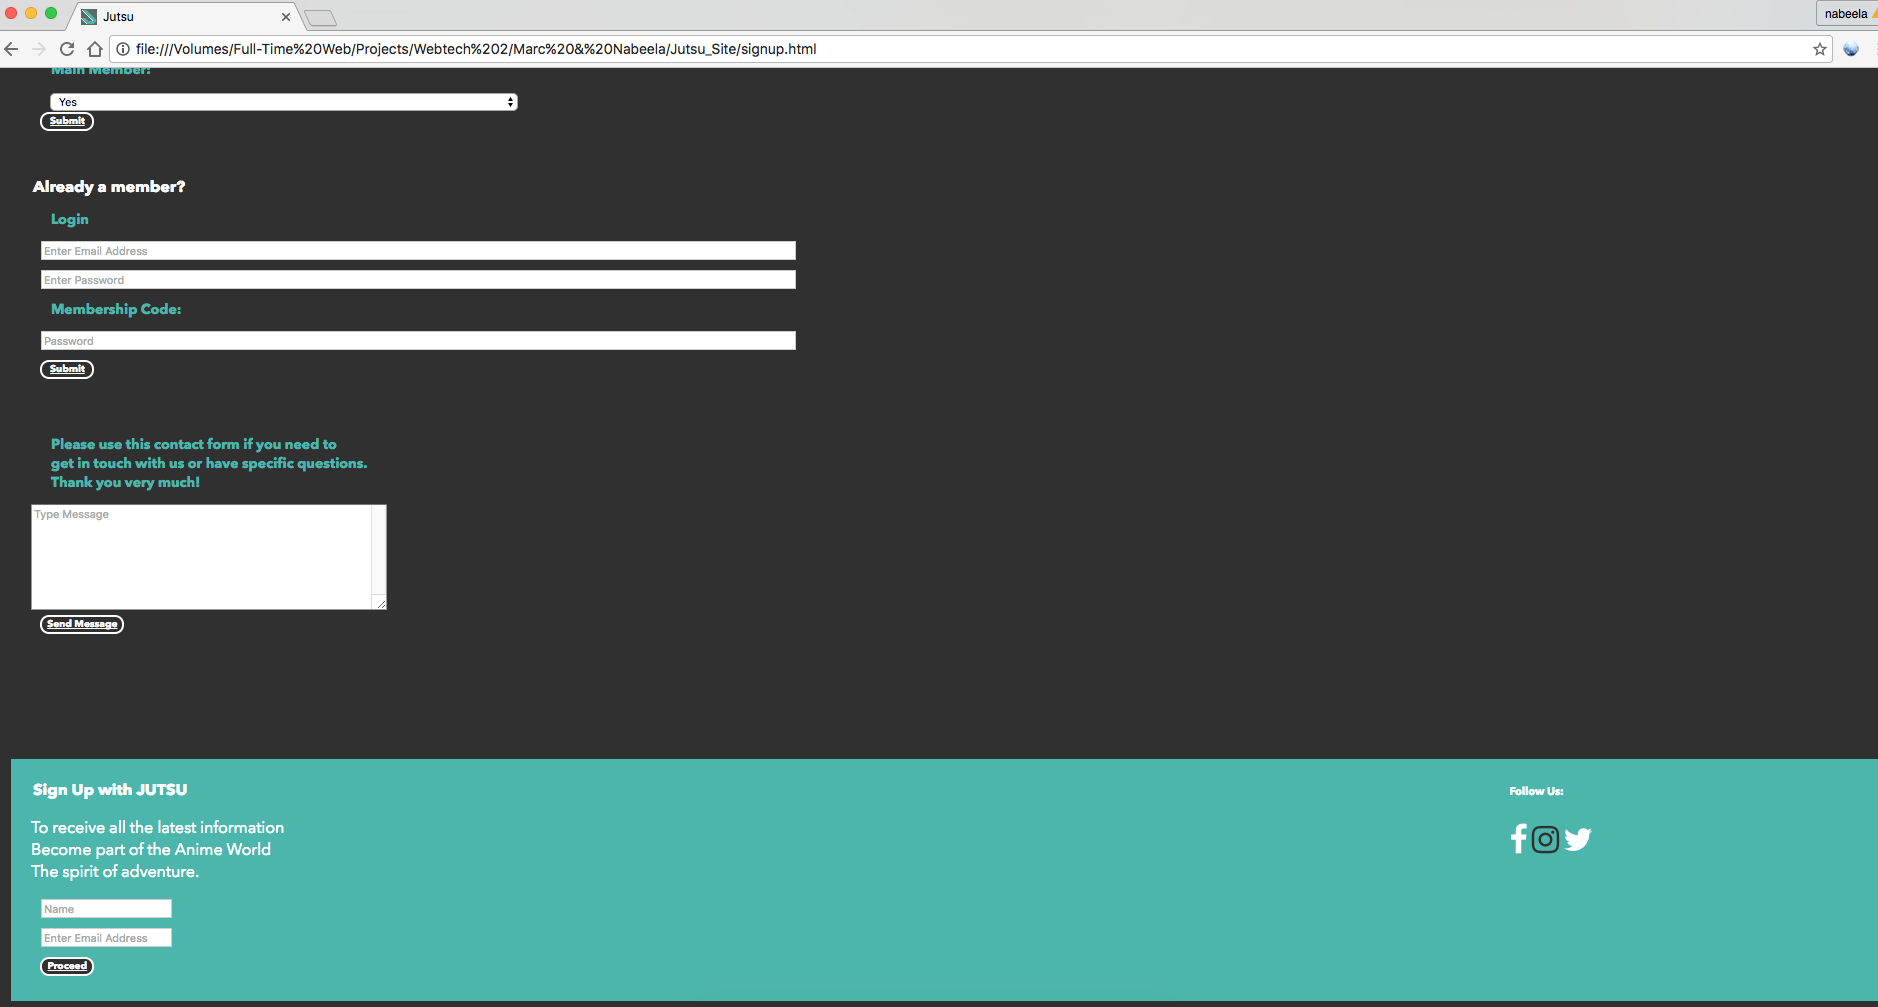 Jutsu
nabeela
file:///Volumes/Full-Time%20Web/Projects/Webtech%202/Marc%20&%20Nabeela/Jutsu_Site/signup.html
Main Member:
Yes
Submit
Already a member?
Login
Enter Email Address
Enter Password
Membership Code:
Password
Submit
Please use this contact form if you need to
get in touch with us or have specific questions.
Thank you very much!
Type Message
Send Message
Sign Up with JUTSU
Follow Us:
To receive all the latest information
Become part of the Anime World
The spirit of adventure.
Name
Enter Email Address
Proceed